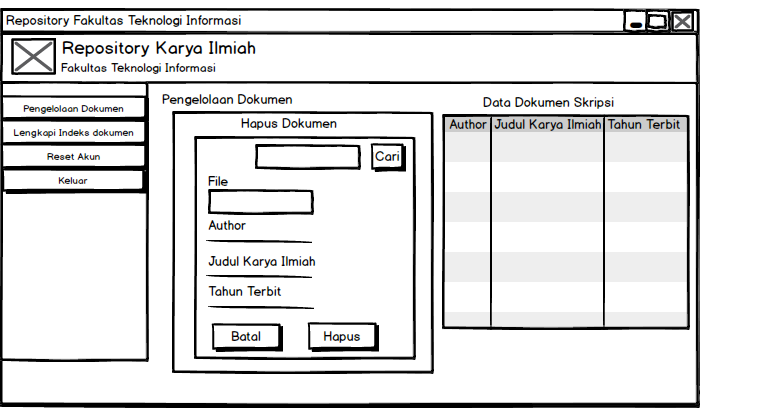 Repository Fakultas Teknologi Informasi
Repository Karya Ilmiah
Fakultas Teknologi Informasi
Pengelolaan Dokumen
Lengkapi Indeks dokumen
Reset Akun
Keluar
Pengelolaan Dokumen
Hapus Dokumen
Cari
File
Author
Judul Karya Ilmiah
Tahun Terbit
Batal
Hapus
Data Dokumen Skripsi
Author Judul Karya Ilmiah Tahun Terbit